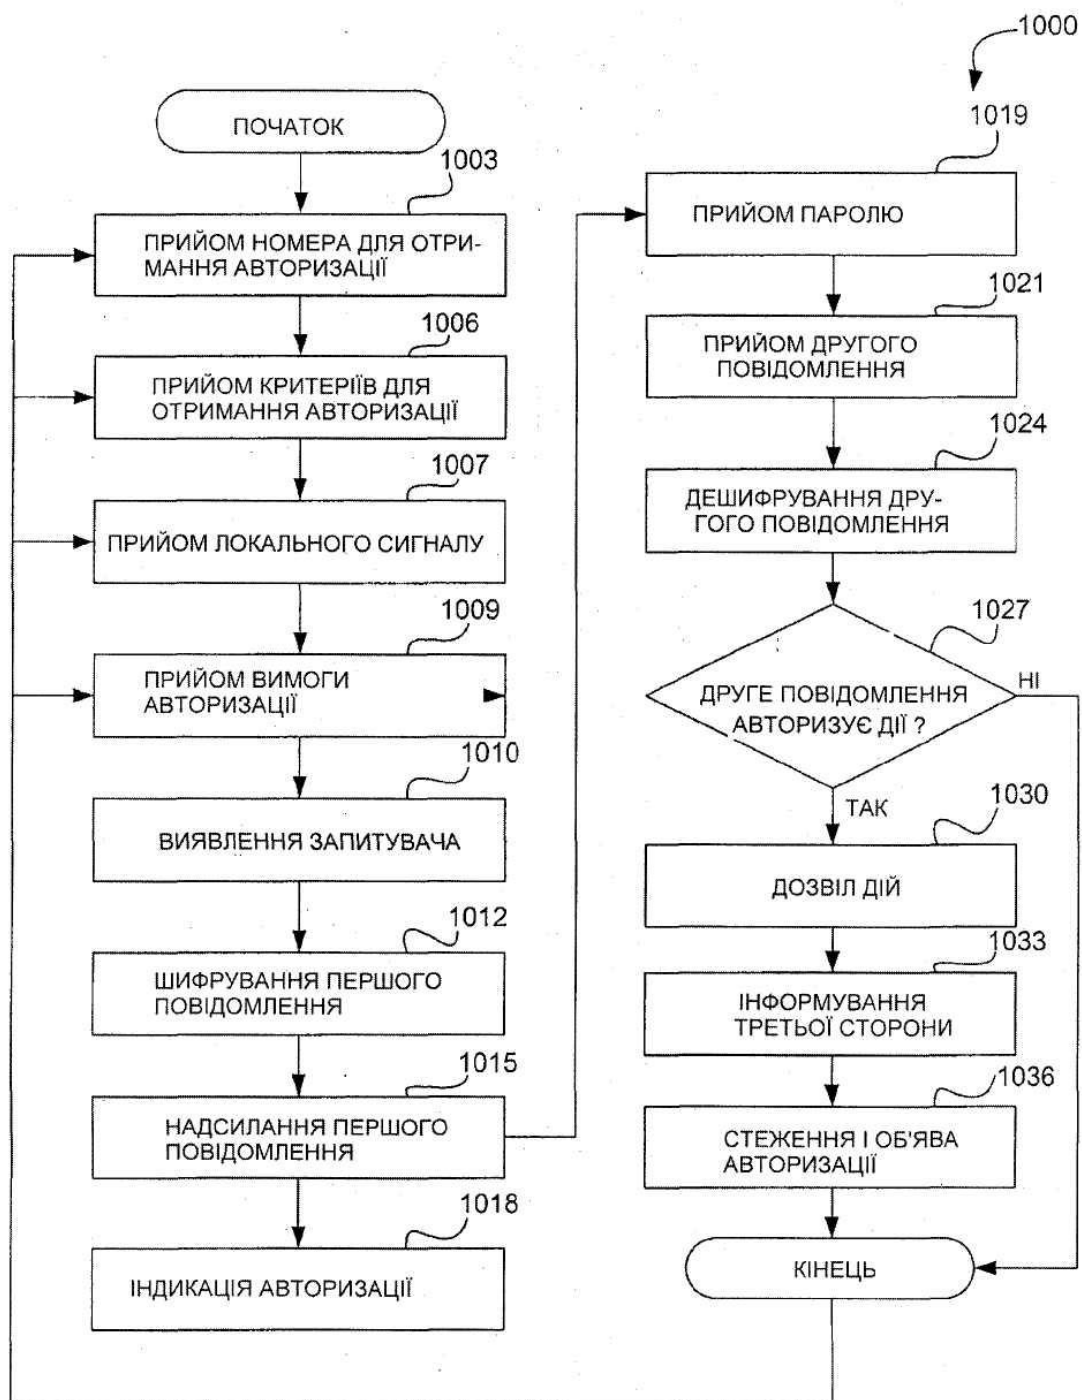 1000
ПОЧАТОК
1003
ПРИЙОМ НОМЕРА ДЛЯ ОТРИ-
МАННЯ АВТОРИЗАЦІЇ
1006
ПРИЙОМ КРИТЕРІЇВ ДЛЯ
ОТРИМАННЯ АВТОРИЗАЦІЇ
1007
ПРИЙОМ ЛОКАЛЬНОГО СИГНАЛУ
1009
ПРИЙОМ ВИМОГИ
АВТОРИЗАЦІЇ
1010
ВИЯВЛЕННЯ ЗАПИТУВАЧА
1012
ШИФРУВАННЯ ПЕРШОГО
ПОВІДОМЛЕННЯ
1015
НАДСИЛАННЯ ПЕРШОГО
ПОВІДОМЛЕННЯ
1018
ІНДИКАЦІЯ АВТОРИЗАЦІЇ
1019
ПРИЙОМ ПАРОЛЮ
1021
ПРИЙОМ ДРУГОГО
ПОВІДОМЛЕННЯ
1024
ДЕШИФРУВАННЯ ДРУ-
ГОГО ПОВІДОМЛЕННЯ
1027
ДРУГЕ ПОВІДОМЛЕННЯ
АВТОРИЗУЄ ДІЇ ?
НІ
ТАК
1030
ДОЗВІЛ ДІЙ
1033
ІНФОРМУВАННЯ
ТРЕТЬОЇ СТОРОНИ
1036
СТЕЖЕННЯ І ОБ'ЯВА
АВТОРИЗАЦІЇ
КІНЕЦЬ